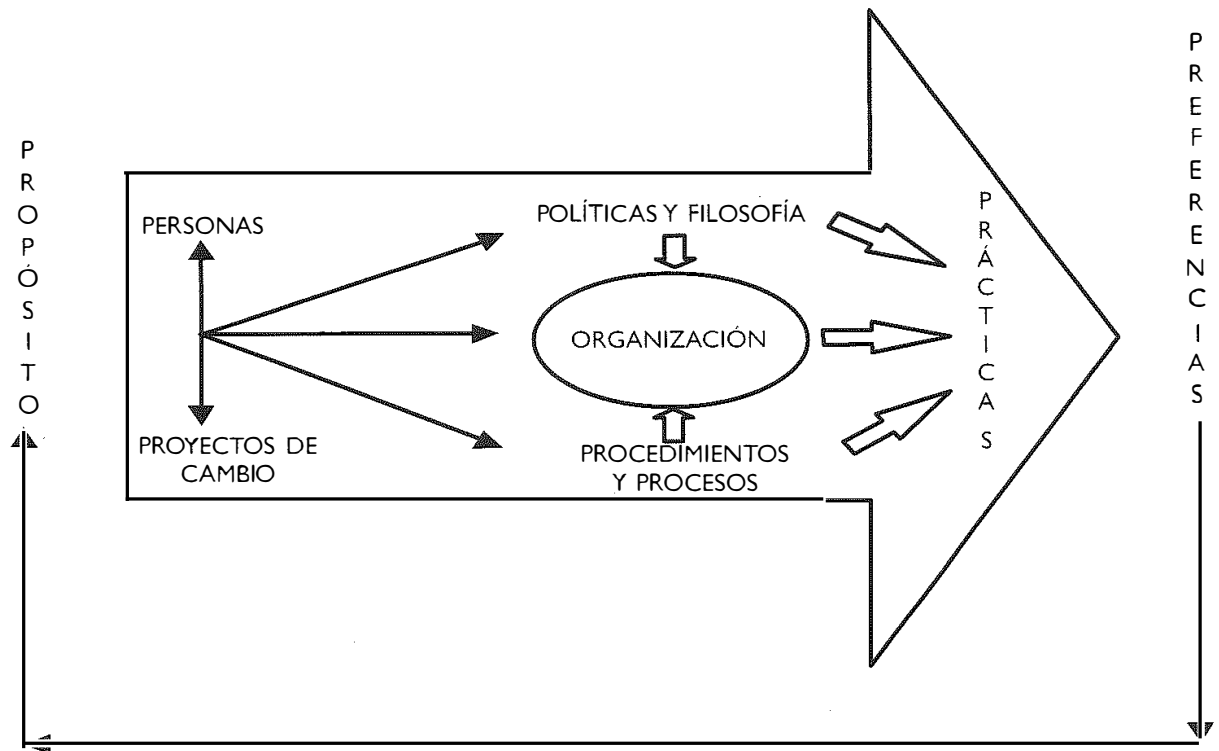 PROPÓSITO
PERSONAS
PROYECTOS DE
CAMBIO
POLÍTICAS Y FILOSOFÍA
ORGANIZACIÓN
PROCEDIMIENTOS
Y PROCESOS
PRÁCTICAS
PREFERENCIAS